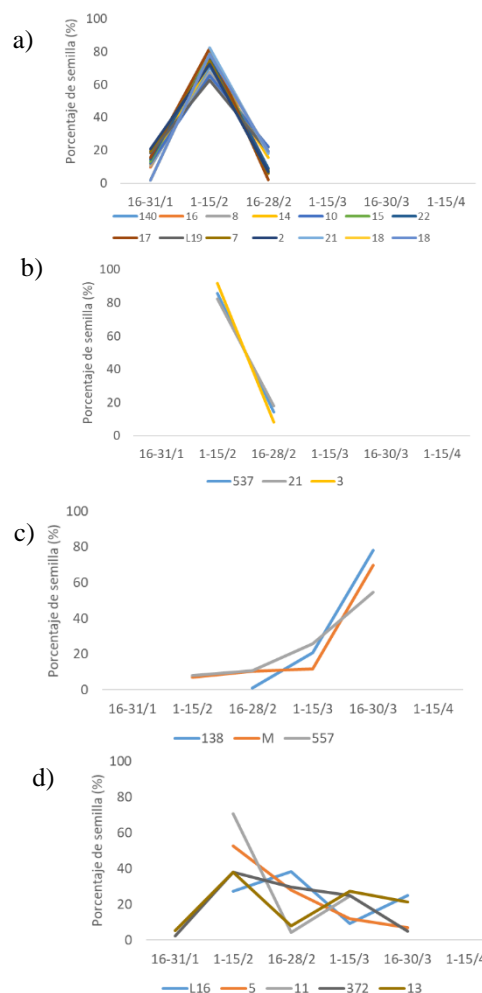 a)
Porcentaje de semilla (%)
100
80
60
40
20
0
16-31/1 1-15/2 16-28/2 1-15/3 16-30/3 1-15/4
140 16 8 14 10 15 22
17 L19 7 2 21 18 18
b)
Porcentaje de semilla (%)
100
80
60
40
20
0
16-31/1 1-15/2 16-28/2 1-15/3 16-30/3 1-15/4
537 21 3
c)
Porcentaje de semilla (%)
100
80
60
40
20
0
16-31/1 1-15/2 16-28/2 1-15/3 16-30/3 1-15/4
138 M 557
d)
Porcentaje de semilla (%)
100
80
60
40
20
0
16-31/1 1-15/2 16-28/2 1-15/3 16-30/3 1-15/4
L16 5 11 372 13